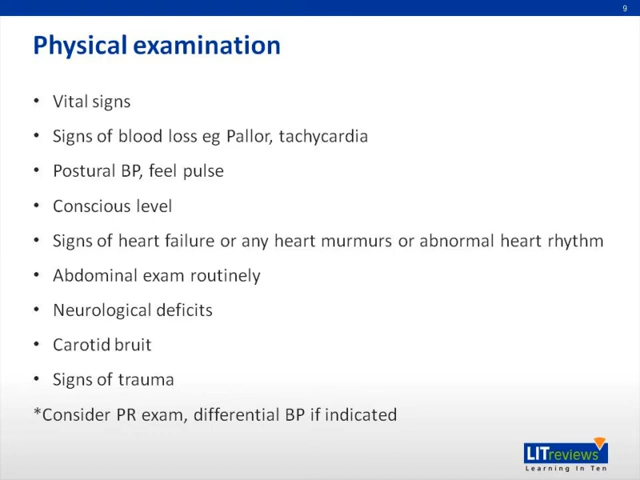 9
Physical examination
• Vital signs
• Signs of blood loss eg Pallor, tachycardia
• Postural BP, feel pulse
• Conscious level
• Signs of heart failure or any heart murmurs or abnormal heart rhythm
• Abdominal exam routinely
• Neurological deficits
• Carotid bruit
• Signs of trauma
*Consider PR exam, differential BP if indicated
LITreviews
Learning In Ten